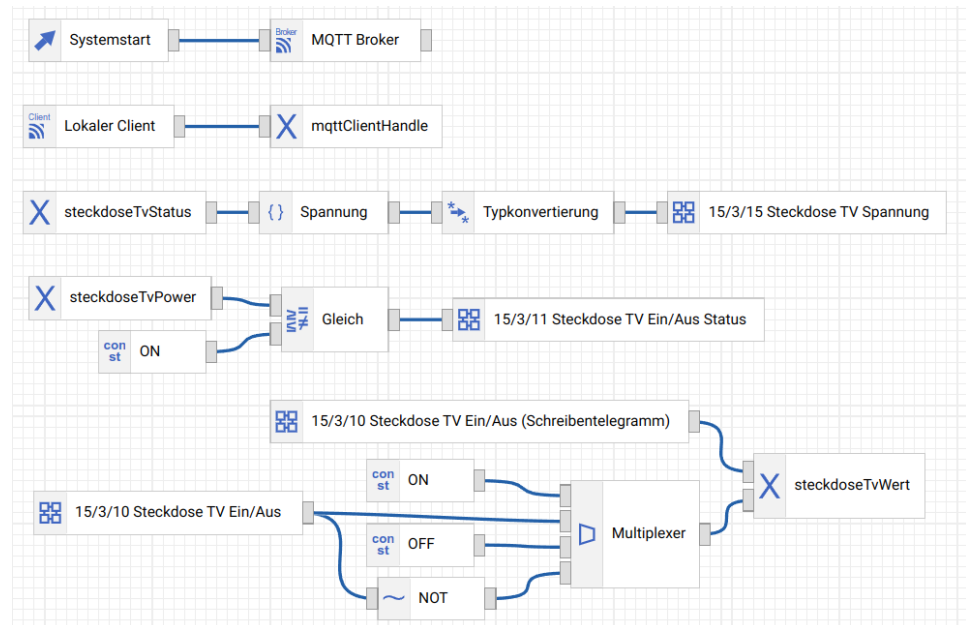 Systemstart
Broker
MQTT Broker
Client
Lokaler Client
X
mqttClientHandle
X
steckdoseTvStatus
{ }
Spannung
* *
Typkonvertierung
15/3/15 Steckdose TV Spannung
X
steckdoseTvPower
Gleich
15/3/11 Steckdose TV Ein/Aus Status
con
st
ON
15/3/10 Steckdose TV Ein/Aus (Schreibentelegramm)
X
steckdoseTvWert
con
st
ON
15/3/10 Steckdose TV Ein/Aus
Multiplexer
con
st
OFF
~
NOT